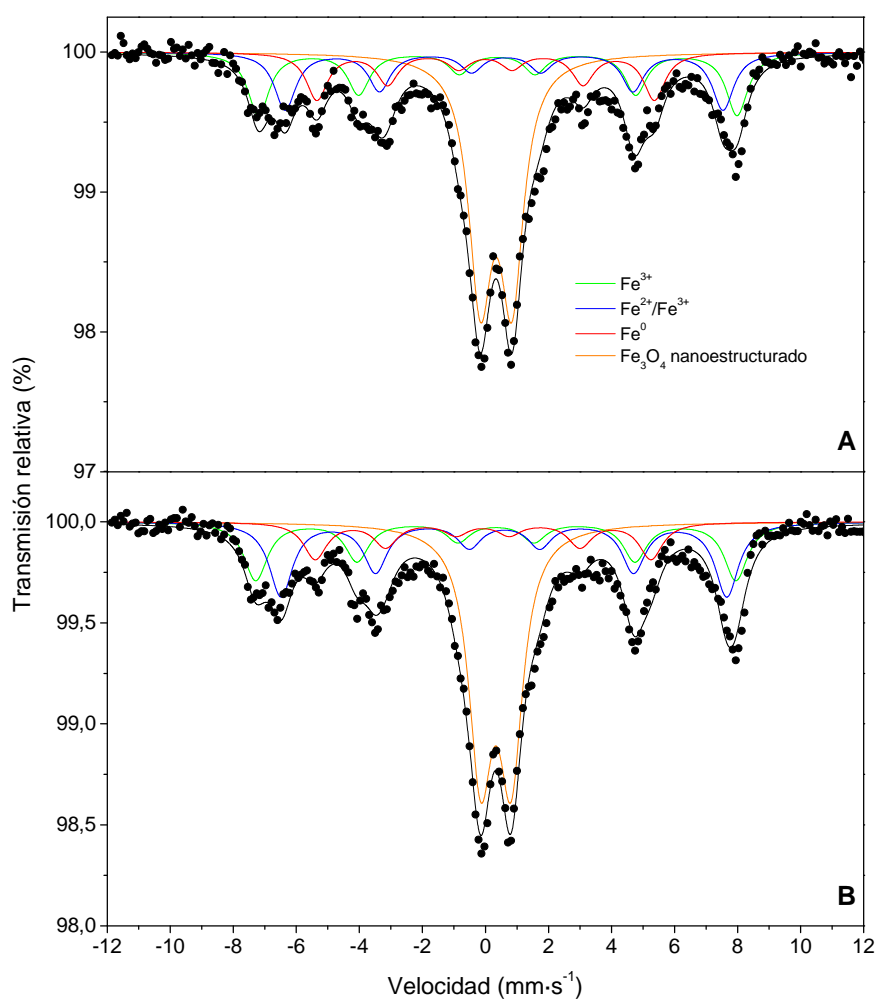 Transmisión relativa (%)
100
99
98
97
Fe³⁺
Fe²⁺/Fe³⁺
Fe⁰
Fe₃O₄ nanoestructurado
A
100,0
99,5
99,0
98,5
98,0
B
-12 -10 -8 -6 -4 -2 0 2 4 6 8 10 12
Velocidad (mm·s⁻¹)